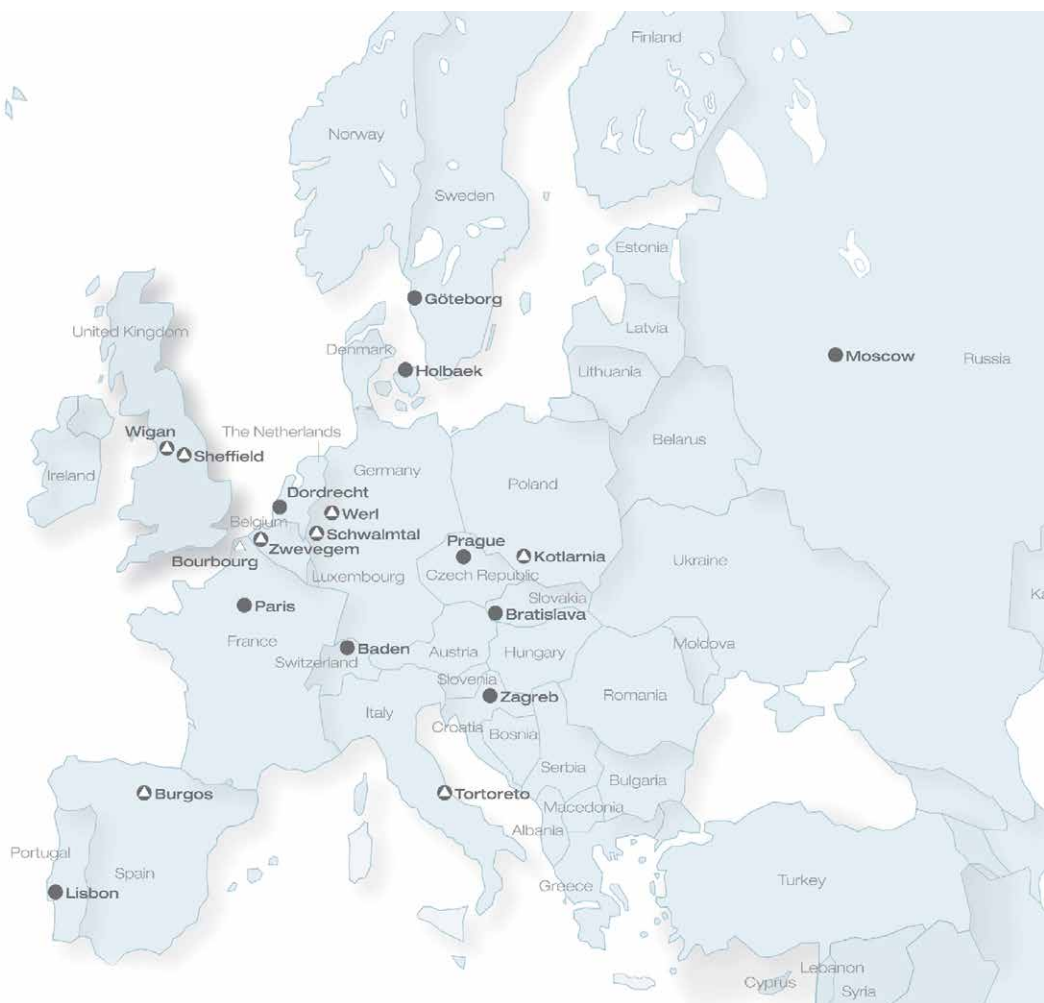 Finland
Norway
Sweden
Estonia
Göteborg
Latvia
United Kingdom
Denmark
Moscow
Russia
Holbaek
Lithuania
Wigan
The Netherlands
Belarus
Sheffield
Ireland
Germany
Poland
Dordrecht
Werl
Belgium
Schwalmtal
Prague
Zwevegem
Kotlarnia
Ukraine
Bourbourg
Luxembourg
Czech Republic
Slovakia
Paris
Bratislava
France
Baden
Austria
Hungary
Moldova
Switzerland
Slovenia
Zagreb
Romania
Italy
Croatia
Bosnia
Serbia
Bulgaria
Burgos
Tortoreto
Macedonia
Albania
Portugal
Spain
Lisbon
Greece
Turkey
Lebanon
Cyprus
Syria